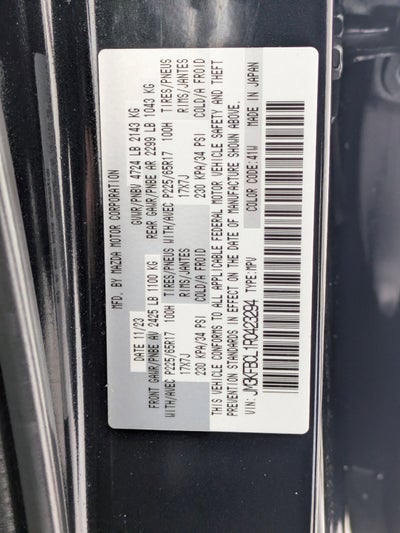 MFD. BY MAZDA MOTOR CORPORATION
DATE 11/23 GVWR/PNBV 4724 LB 2143 KG
FRONT GAWR/PNBE AV 2425 LB 1100 KG REAR GAWR/PNBE AR 2299 LB 1043 KG
WITH/AVEC P225/65R17 100H TIRES/PNEUS WITH/AVEC P225/65R17 100H TIRES/PNEUS
17X7J RIMS/JANTES 17X7J RIMS/JANTES
230 KPA/34 PSI COLD/A FROID 230 KPA/34 PSI COLD/A FROID
THIS VEHICLE CONFORMS TO ALL APPLICABLE FEDERAL MOTOR VEHICLE SAFETY AND THEFT
PREVENTION STANDARDS IN EFFECT ON THE DATE OF MANUFACTURE SHOWN ABOVE.
VIN: JM3KFBCL1R0423294 TYPE:MPV COLOR CODE:41W MADE IN JAPAN